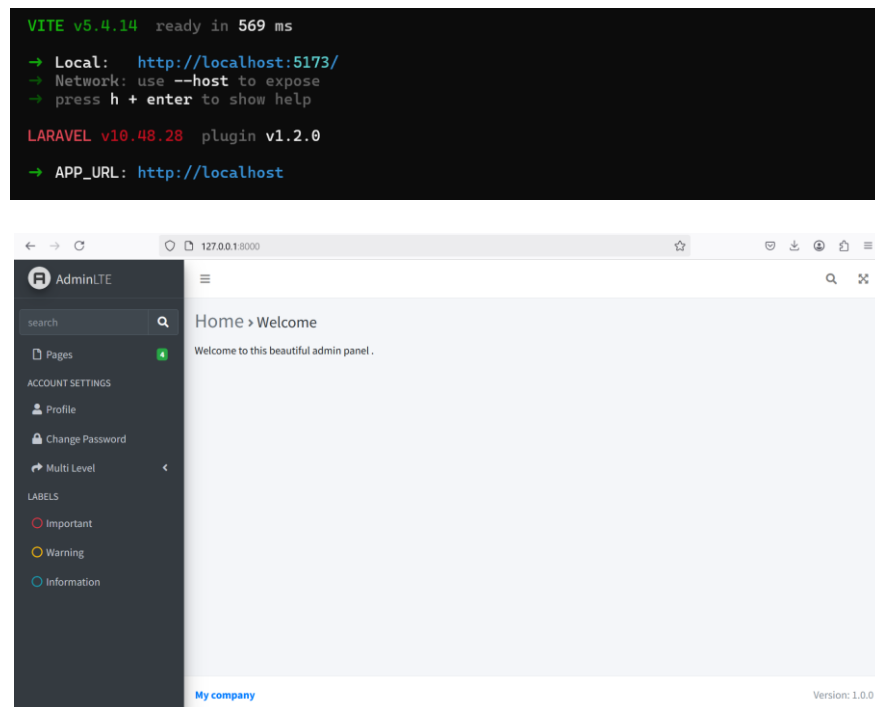 VITE v5.4.14 ready in 569 ms
→ Local: http://localhost:5173/
→ Network: use --host to expose
→ press h + enter to show help
LARAVEL v10.48.28 plugin v1.2.0
→ APP_URL: http://localhost
127.0.0.1:8000
AdminLTE
search
Home › Welcome
Pages 4
Welcome to this beautiful admin panel .
ACCOUNT SETTINGS
Profile
Change Password
Multi Level
LABELS
Important
Warning
Information
My company
Version: 1.0.0